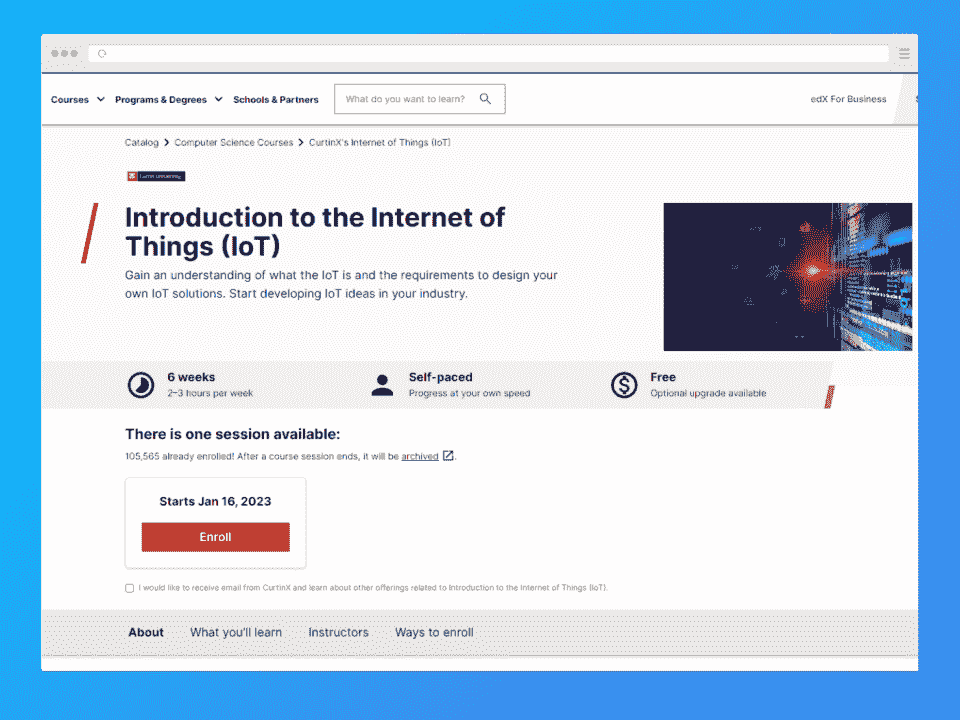 Courses
Programs & Degrees
Schools & Partners
What do you want to learn?
edX For Business
Catalog > Computer Science Courses > CurtinX's Internet of Things (IoT)
Curtin University
Introduction to the Internet of
Things (IoT)
Gain an understanding of what the IoT is and the requirements to design your
own IoT solutions. Start developing IoT ideas in your industry.
6 weeks
2–3 hours per week
Self-paced
Progress at your own speed
Free
Optional upgrade available
There is one session available:
105,565 already enrolled! After a course session ends, it will be archived.
Starts Jan 16, 2023
Enroll
I would like to receive email from CurtinX and learn about other offerings related to Introduction to the Internet of Things (IoT).
About
What you'll learn
Instructors
Ways to enroll